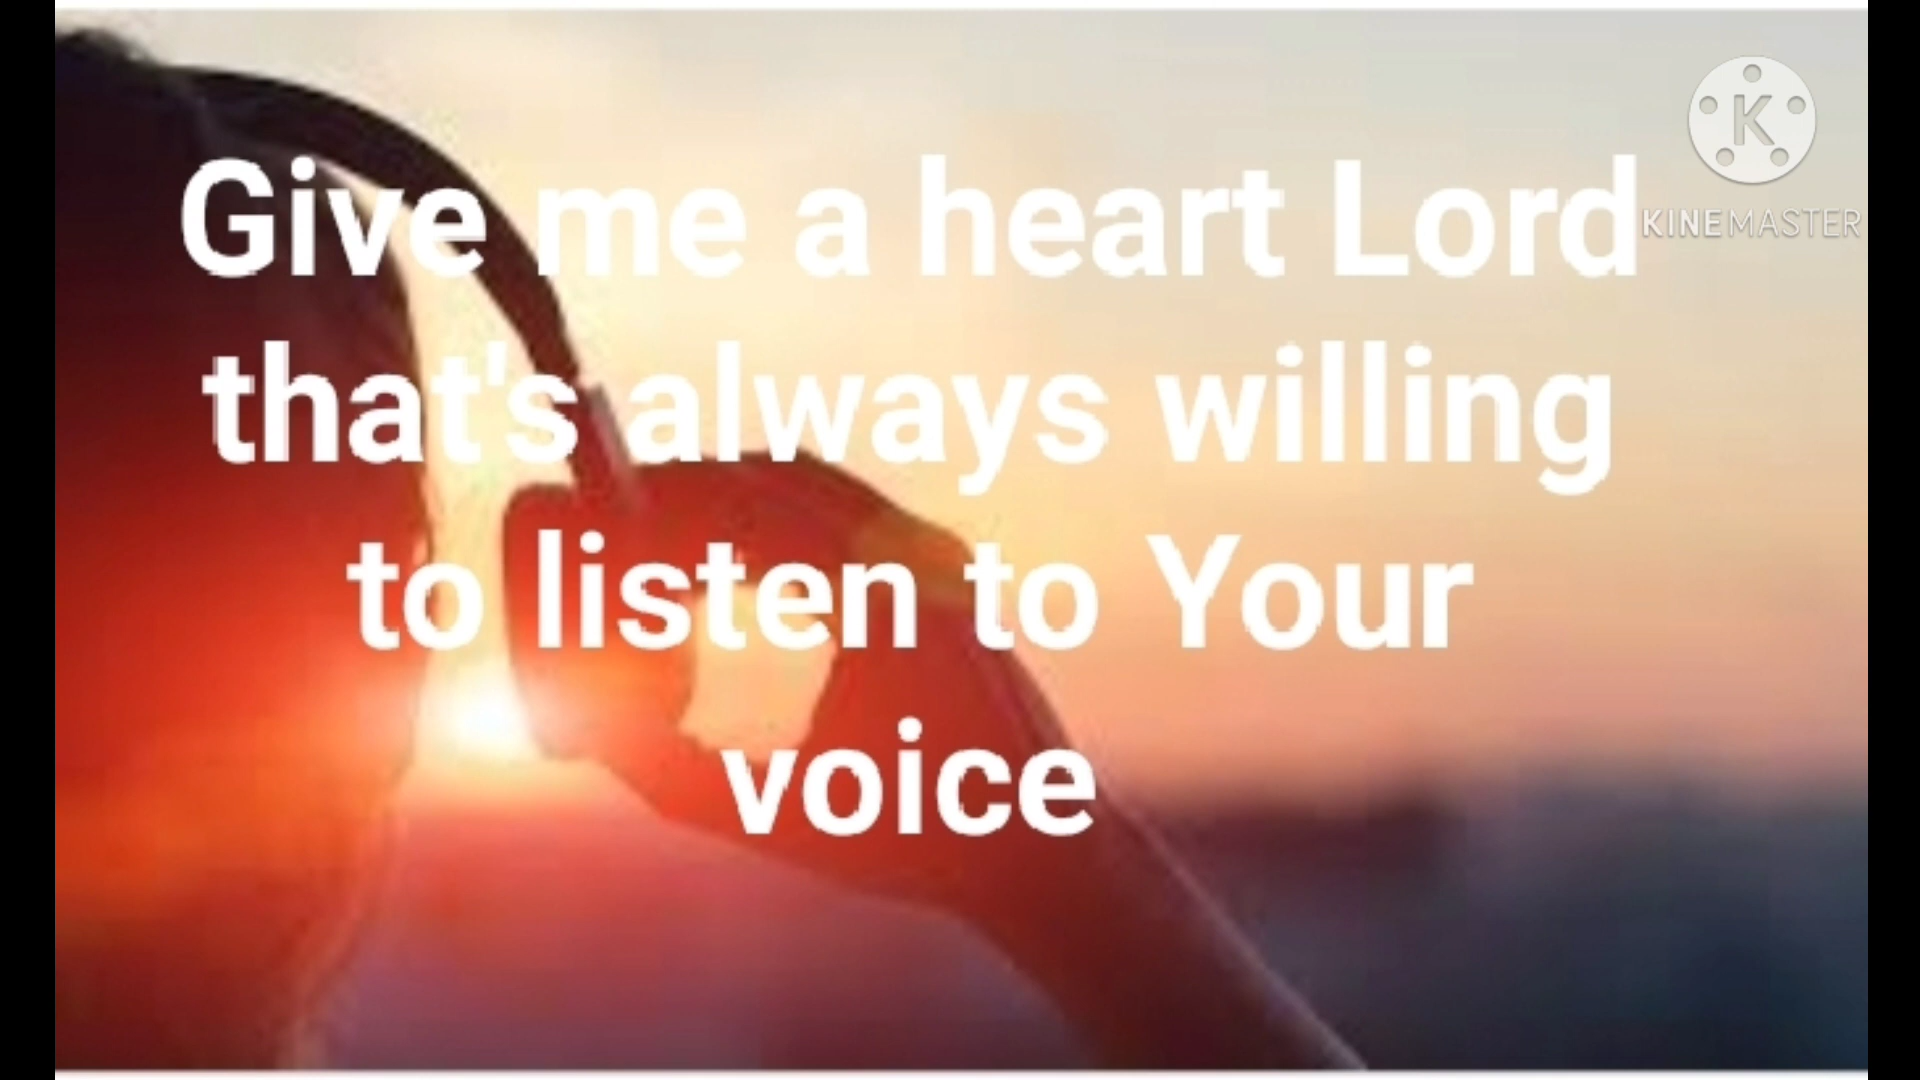 Give me a heart Lord
that's always willing
to listen to Your
voice
K
KINEMASTER